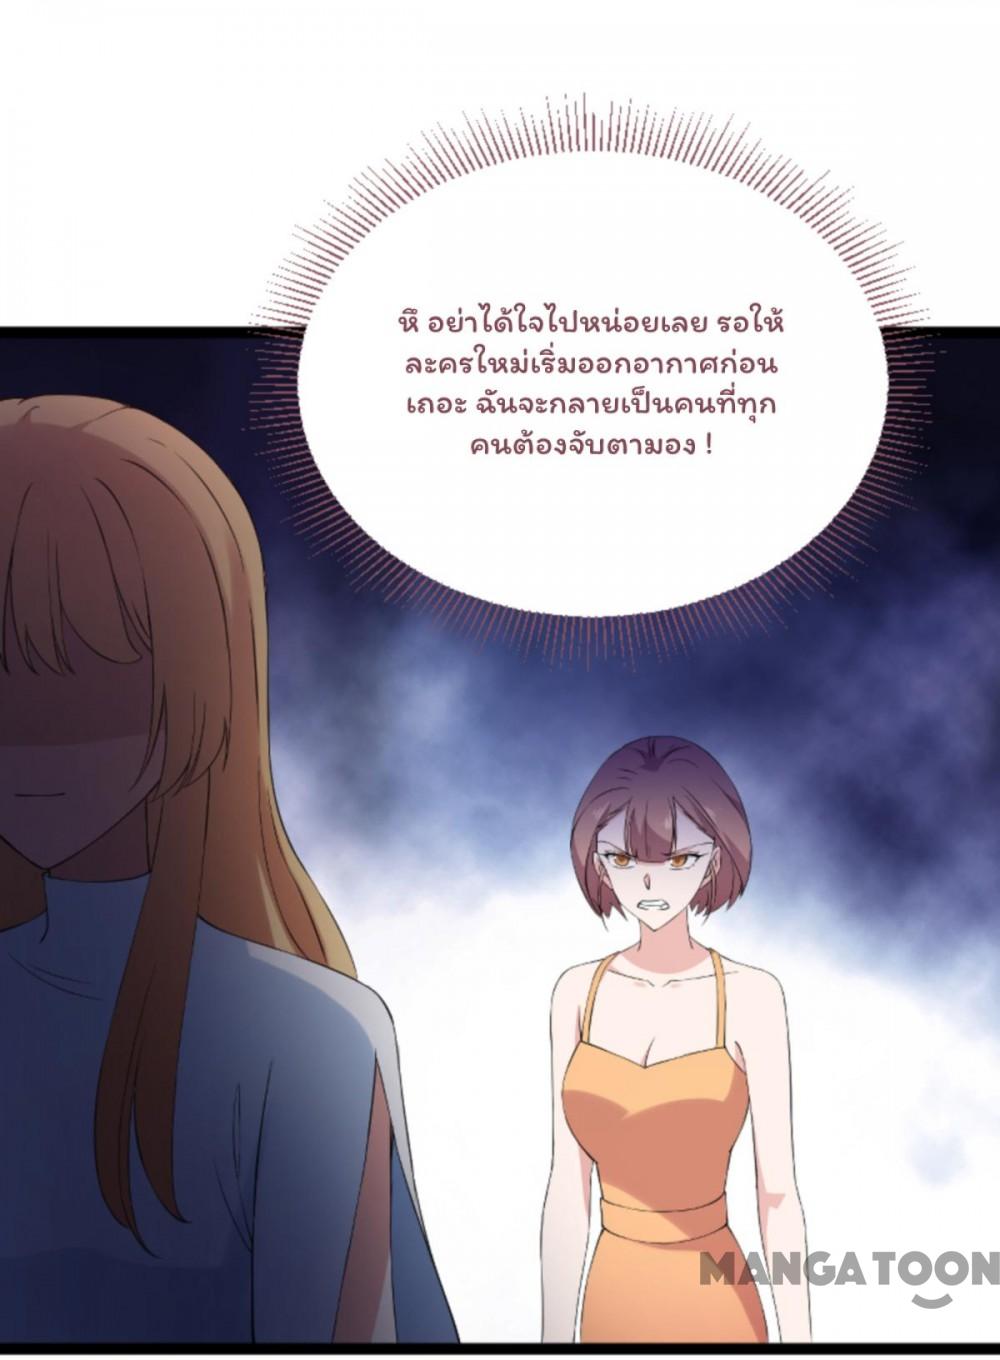 หึ อย่าได้ใจไปหน่อยเลย รอให้
ละครใหม่เริ่มออกอากาศก่อน
เถอะ ฉันจะกลายเป็นคนที่ทุก
คนต้องจับตามอง !
MANGATOON